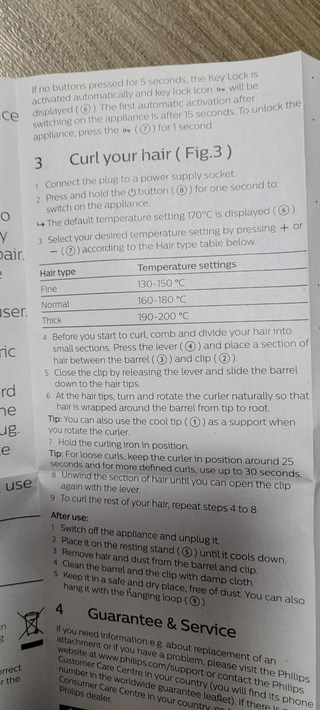 If no buttons pressed for 5 seconds, the Key Lock is
activated automatically and key lock icon will be
displayed (⑥). The first automatic activation after
switching on the appliance is after 15 seconds. To unlock the
appliance, press the (⑦) for 1 second.
3 Curl your hair ( Fig.3 )
1 Connect the plug to a power supply socket.
2 Press and hold the ⏻ button (⑧) for one second to
switch on the appliance.
↪ The default temperature setting 170°C is displayed (⑥).
3 Select your desired temperature setting by pressing + or
− (⑦) according to the Hair type table below.
Hair type Temperature settings
Fine 130-150 °C
Normal 160-180 °C
Thick 190-200 °C
4 Before you start to curl, comb and divide your hair into
small sections. Press the lever (④) and place a section of
hair between the barrel (③) and clip (②).
5 Close the clip by releasing the lever and slide the barrel
down to the hair tips.
6 At the hair tips, turn and rotate the curler naturally so that
hair is wrapped around the barrel from tip to root.
Tip: You can also use the cool tip (①) as a support when
you rotate the curler.
7 Hold the curling iron in position.
Tip: For loose curls, keep the curler in position around 25
seconds and for more defined curls, use up to 30 seconds.
8 Unwind the section of hair until you can open the clip
again with the lever.
9 To curl the rest of your hair, repeat steps 4 to 8.
After use:
1 Switch off the appliance and unplug it.
2 Place it on the resting stand (⑤) until it cools down.
3 Remove hair and dust from the barrel and clip.
4 Clean the barrel and the clip with damp cloth.
5 Keep it in a safe and dry place, free of dust. You can also
hang it with the hanging loop (⑨).
4 Guarantee & Service
If you need information e.g. about replacement of an
attachment or if you have a problem, please visit the Philips
website at www.philips.com/support or contact the Philips
Customer Care Centre in your country (you will find its phone
number in the worldwide guarantee leaflet). If there is
Consumer Care Centre in your country,
Philips dealer.
ce
o
y
pair.
user.
ric
rd
he
ug.
e
use
n
orrect
r the